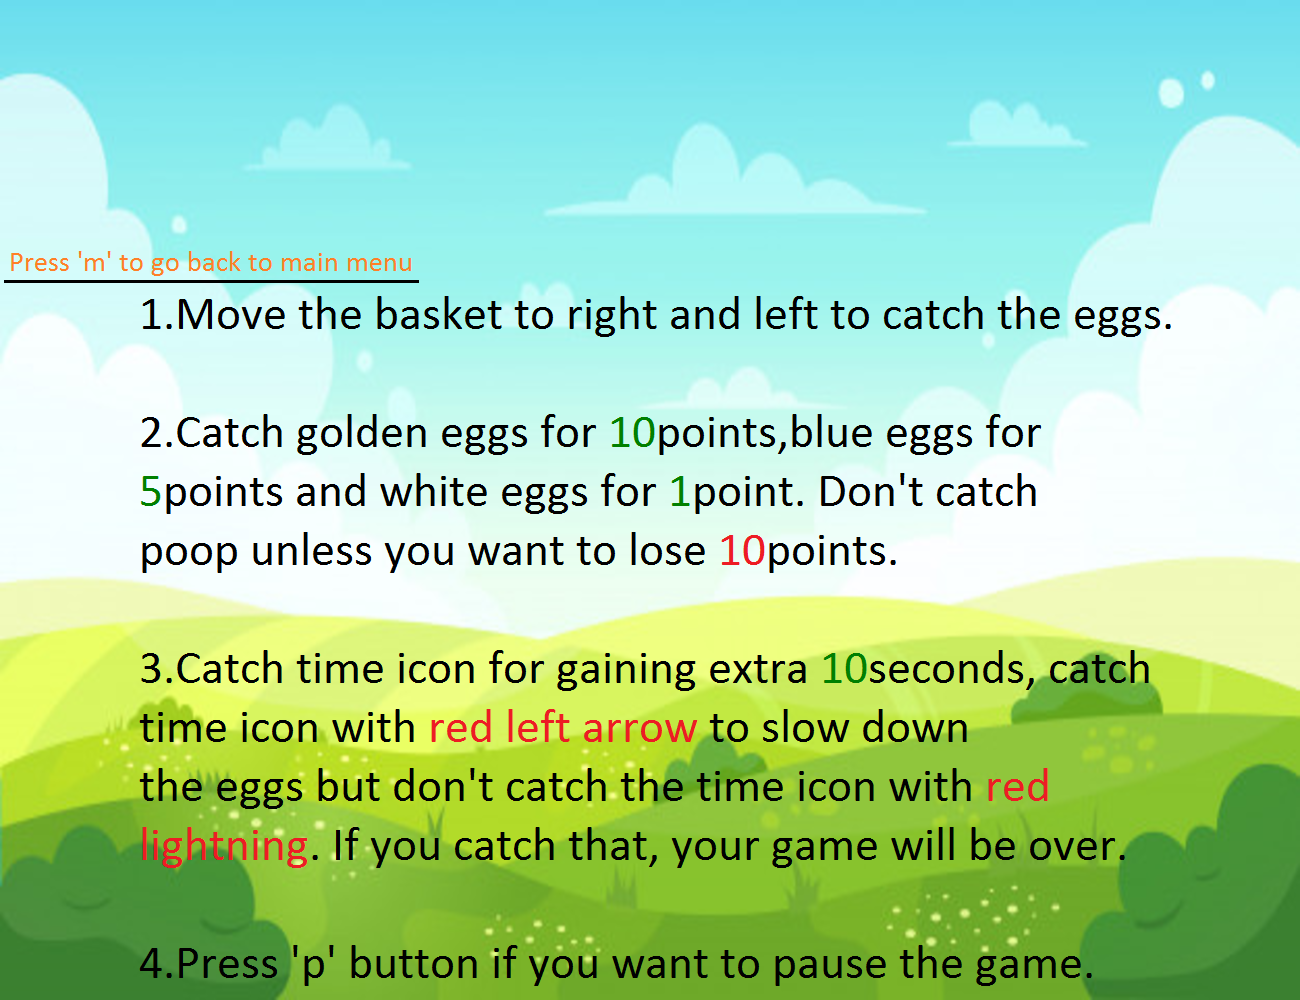 Press 'm' to go back to main menu
1.Move the basket to right and left to catch the eggs.
2.Catch golden eggs for 10points,blue eggs for
5points and white eggs for 1point. Don't catch
poop unless you want to lose 10points.
3.Catch time icon for gaining extra 10seconds, catch
time icon with red left arrow to slow down
the eggs but don't catch the time icon with red
lightning. If you catch that, your game will be over.
4.Press 'p' button if you want to pause the game.